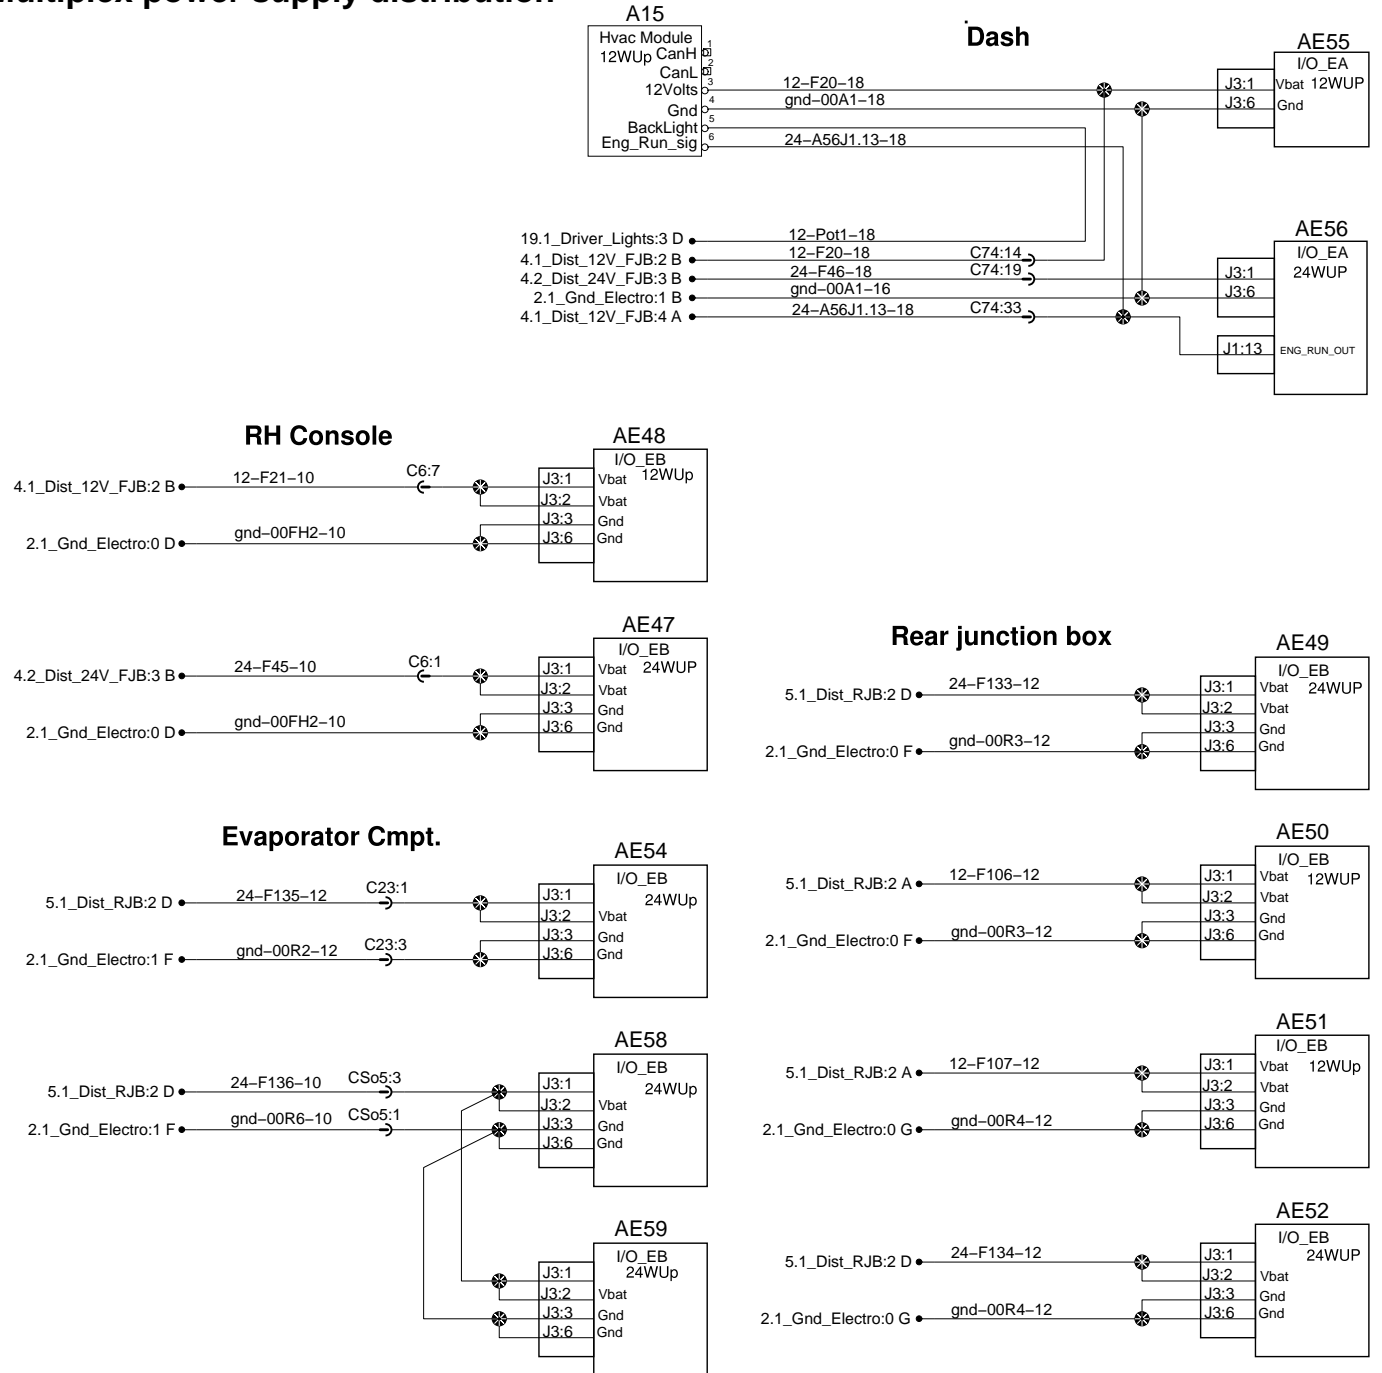 Multiplex power supply distribution
A15
Hvac Module
12WUp
CanH
1
CanL
2
12Volts
3
Gnd
4
BackLight
5
Eng_Run_sig
6
12–F20–18
gnd–00A1–18
24–A56J1.13–18
Dash
AE55
I/O_EA
J3:1
Vbat 12WUP
J3:6
Gnd
19.1_Driver_Lights:3 D
12–Pot1–18
4.1_Dist_12V_FJB:2 B
12–F20–18
C74:14
4.2_Dist_24V_FJB:3 B
24–F46–18
C74:19
2.1_Gnd_Electro:1 B
gnd–00A1–16
4.1_Dist_12V_FJB:4 A
24–A56J1.13–18
C74:33
AE56
I/O_EA
24WUP
J3:1
J3:6
J1:13
ENG_RUN_OUT
RH Console
AE48
I/O_EB
12WUp
4.1_Dist_12V_FJB:2 B
12–F21–10
C6:7
J3:1
Vbat
J3:2
Vbat
J3:3
Gnd
2.1_Gnd_Electro:0 D
gnd–00FH2–10
J3:6
Gnd
AE47
I/O_EB
24WUP
4.2_Dist_24V_FJB:3 B
24–F45–10
C6:1
J3:1
Vbat
J3:2
Vbat
J3:3
Gnd
2.1_Gnd_Electro:0 D
gnd–00FH2–10
J3:6
Gnd
Rear junction box
AE49
I/O_EB
24WUP
5.1_Dist_RJB:2 D
24–F133–12
J3:1
Vbat
J3:2
Vbat
J3:3
Gnd
2.1_Gnd_Electro:0 F
gnd–00R3–12
J3:6
Gnd
Evaporator Cmpt.
AE54
I/O_EB
24WUp
5.1_Dist_RJB:2 D
24–F135–12
C23:1
J3:1
J3:2
Vbat
J3:3
Gnd
2.1_Gnd_Electro:1 F
gnd–00R2–12
C23:3
J3:6
Gnd
AE50
I/O_EB
12WUP
5.1_Dist_RJB:2 A
12–F106–12
J3:1
Vbat
J3:2
Vbat
J3:3
Gnd
2.1_Gnd_Electro:0 F
gnd–00R3–12
J3:6
Gnd
AE58
I/O_EB
24WUp
5.1_Dist_RJB:2 D
24–F136–10
CSo5:3
J3:1
J3:2
Vbat
2.1_Gnd_Electro:1 F
gnd–00R6–10
CSo5:1
J3:3
Gnd
J3:6
Gnd
AE51
I/O_EB
12WUp
5.1_Dist_RJB:2 A
12–F107–12
J3:1
Vbat
J3:2
Vbat
J3:3
Gnd
2.1_Gnd_Electro:0 G
gnd–00R4–12
J3:6
Gnd
AE59
I/O_EB
24WUp
J3:1
J3:2
Vbat
J3:3
Gnd
J3:6
Gnd
AE52
I/O_EB
24WUP
5.1_Dist_RJB:2 D
24–F134–12
J3:1
J3:2
Vbat
J3:3
Gnd
2.1_Gnd_Electro:0 G
gnd–00R4–12
J3:6
Gnd